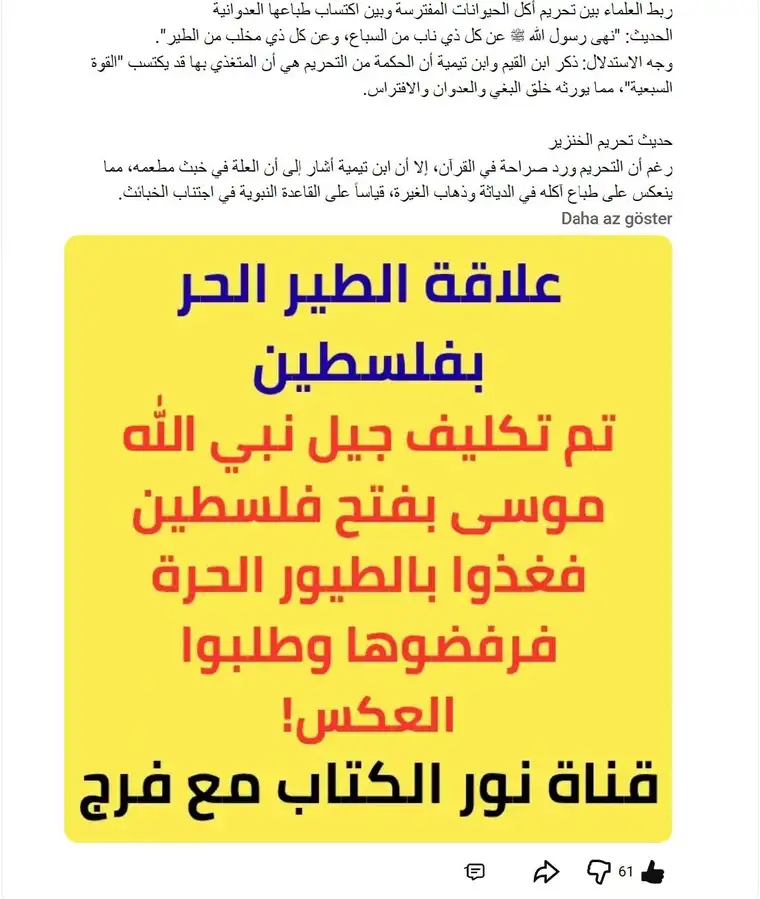 ربط العلماء بين تحريم أكل الحيوانات المفترسة وبين اكتساب طباعها العدوانية
الحديث: "نهى رسول الله ﷺ عن كل ذي ناب من السباع، وعن كل ذي مخلب من الطير".
وجه الاستدلال: ذكر ابن القيم وابن تيمية أن الحكمة من التحريم هي أن المتغذي بها قد يكتسب "القوة
السبعية"، مما يورثه خلق البغي والعدوان والافتراس.
حديث تحريم الخنزير
رغم أن التحريم ورد صراحة في القرآن، إلا أن ابن تيمية أشار إلى أن العلة في خبث مطعمه، مما
ينعكس على طباع آكله في الدياثة وذهاب الغيرة، قياساً على القاعدة النبوية في اجتناب الخبائث.
Daha az göster
علاقة الطير الحر
بفلسطين
تم تكليف جيل نبي الله
موسى بفتح فلسطين
فغذوا بالطيور الحرة
فرفضوها وطلبوا
العكس!
قناة نور الكتاب مع فرج
61